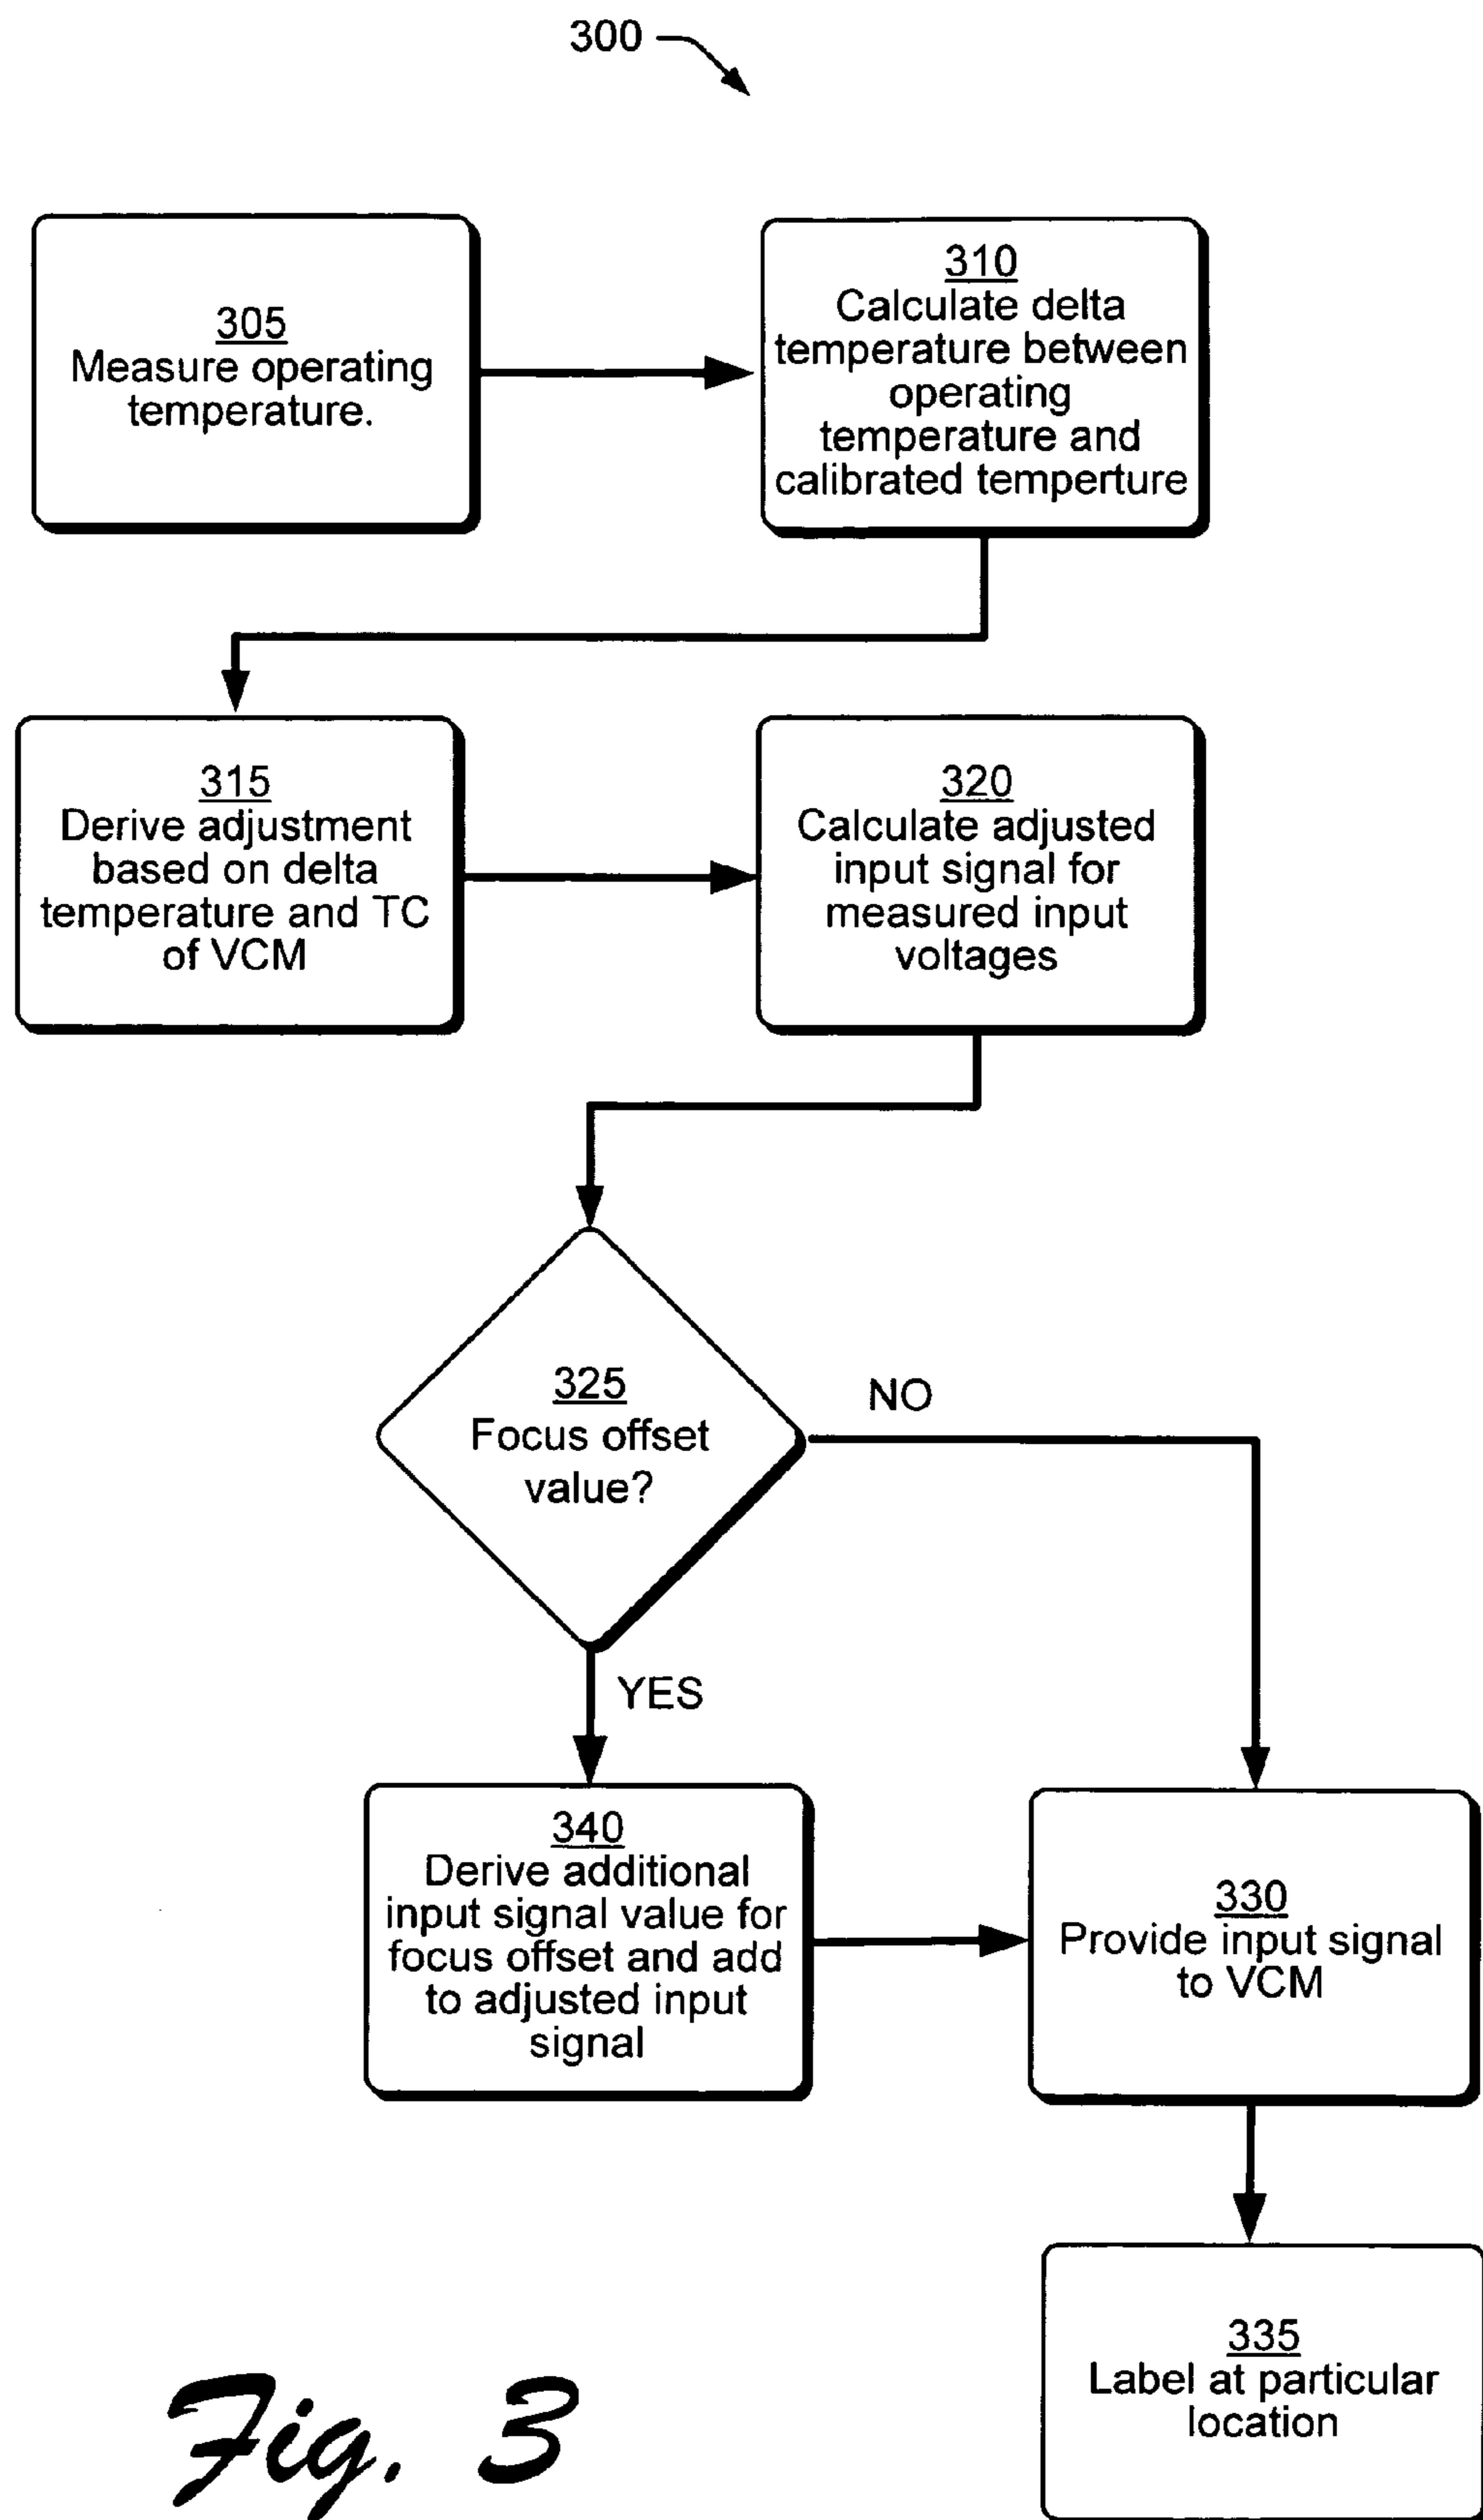 300
305
Measure operating
temperature.
310
Calculate delta
temperature between
operating
temperature and
calibrated temperture
315
Derive adjustment
based on delta
temperature and TC
of VCM
320
Calculate adjusted
input signal for
measured input
voltages
325
Focus offset
value?
NO
YES
340
Derive additional
input signal value for
focus offset and add
to adjusted input
signal
330
Provide input signal
to VCM
335
Label at particular
location
Fig. 3